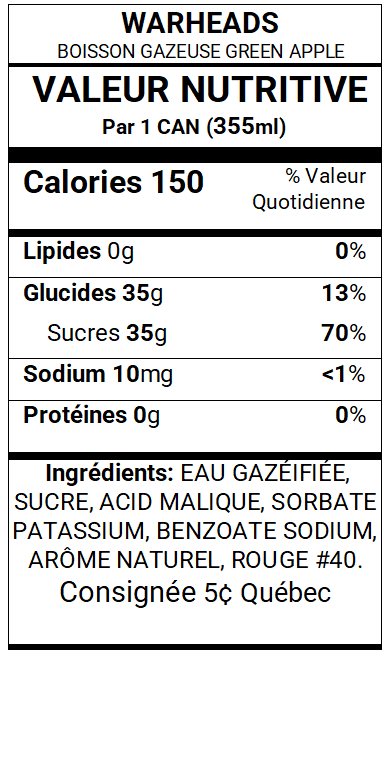 WARHEADS
BOISSON GAZEUSE GREEN APPLE
VALEUR NUTRITIVE
Par 1 CAN (355ml)
Calories 150
% Valeur
Quotidienne
Lipides 0g 0%
Glucides 35g 13%
Sucres 35g 70%
Sodium 10mg <1%
Protéines 0g 0%
Ingrédients: EAU GAZÉIFIÉE,
SUCRE, ACID MALIQUE, SORBATE
PATASSIUM, BENZOATE SODIUM,
ARÔME NATUREL, ROUGE #40.
Consignée 5¢ Québec